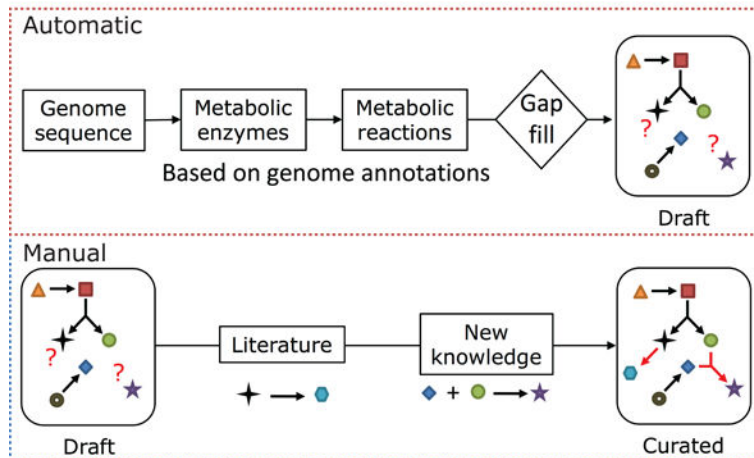 Automatic
Genome
sequence
Metabolic
enzymes
Metabolic
reactions
Gap
fill
Based on genome annotations
?
?
Draft
Manual
?
?
Draft
Literature
New
knowledge
+
Curated